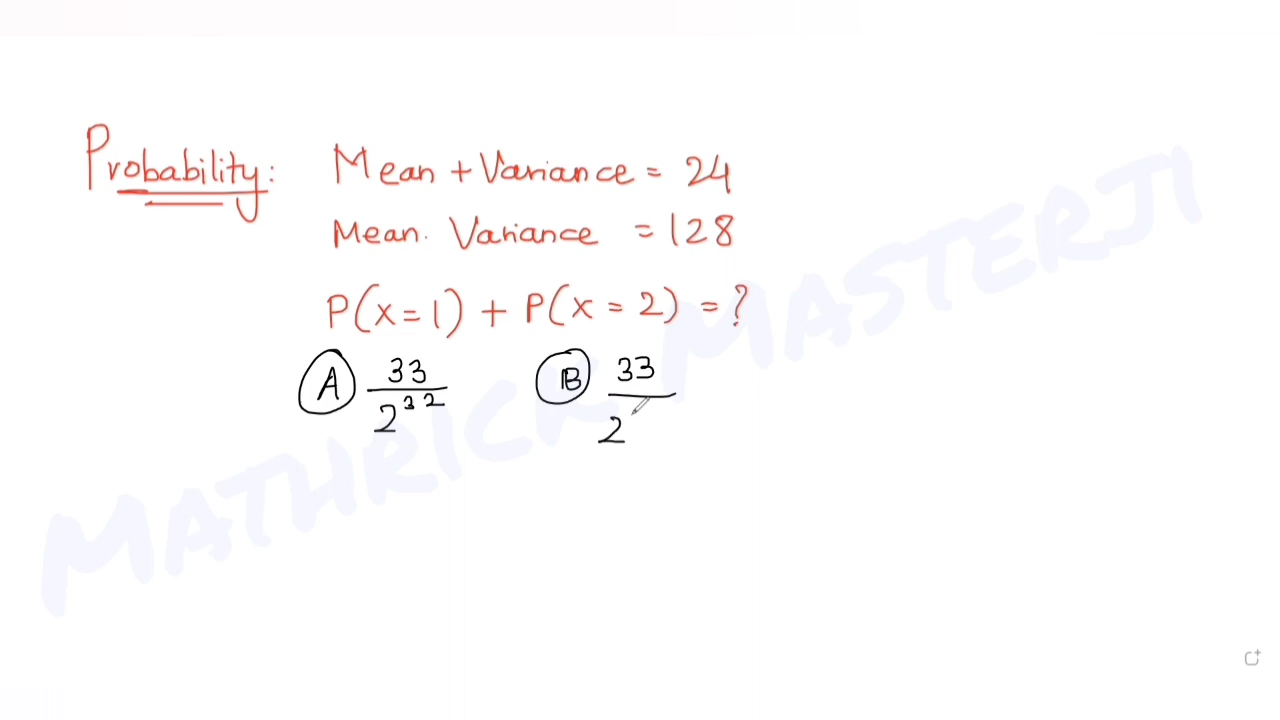 Probability: Mean + Variance = 24
Mean. Variance = 128
P(x=1) + P(x=2) = ?
A 33/2^32 B 33/2
MATHRICK MASTERJI